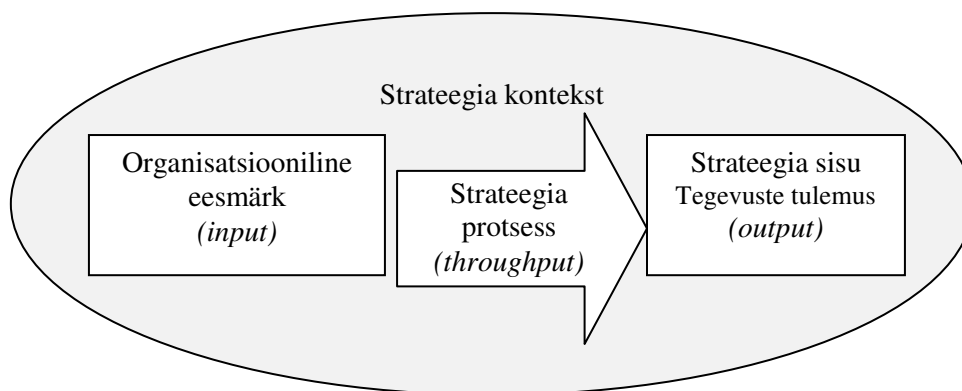 Strateegia kontekst
Organisatsiooniline
eesmärk
(input)
Strateegia
protsess
(throughput)
Strateegia sisu
Tegevuste tulemus
(output)